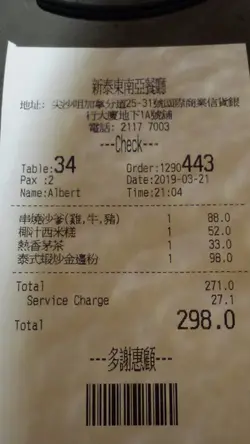 新泰東南亞餐廳
地址: 尖沙咀加拿分道25-31號國際商業信貸銀
行大廈地下1A號舖
電話: 2117 7003
---Check---
Table:34 Order:1290443
Pax :2 Date:2019-03-21
Name:Albert Time:21:04
串燒沙爹(雞,牛,豬) 1 88.0
椰汁西米糕 1 52.0
熱香茅茶 1 33.0
泰式蝦炒金邊粉 1 98.0
Total 271.0
Service Charge 27.1
Total 298.0
---多謝惠顧---